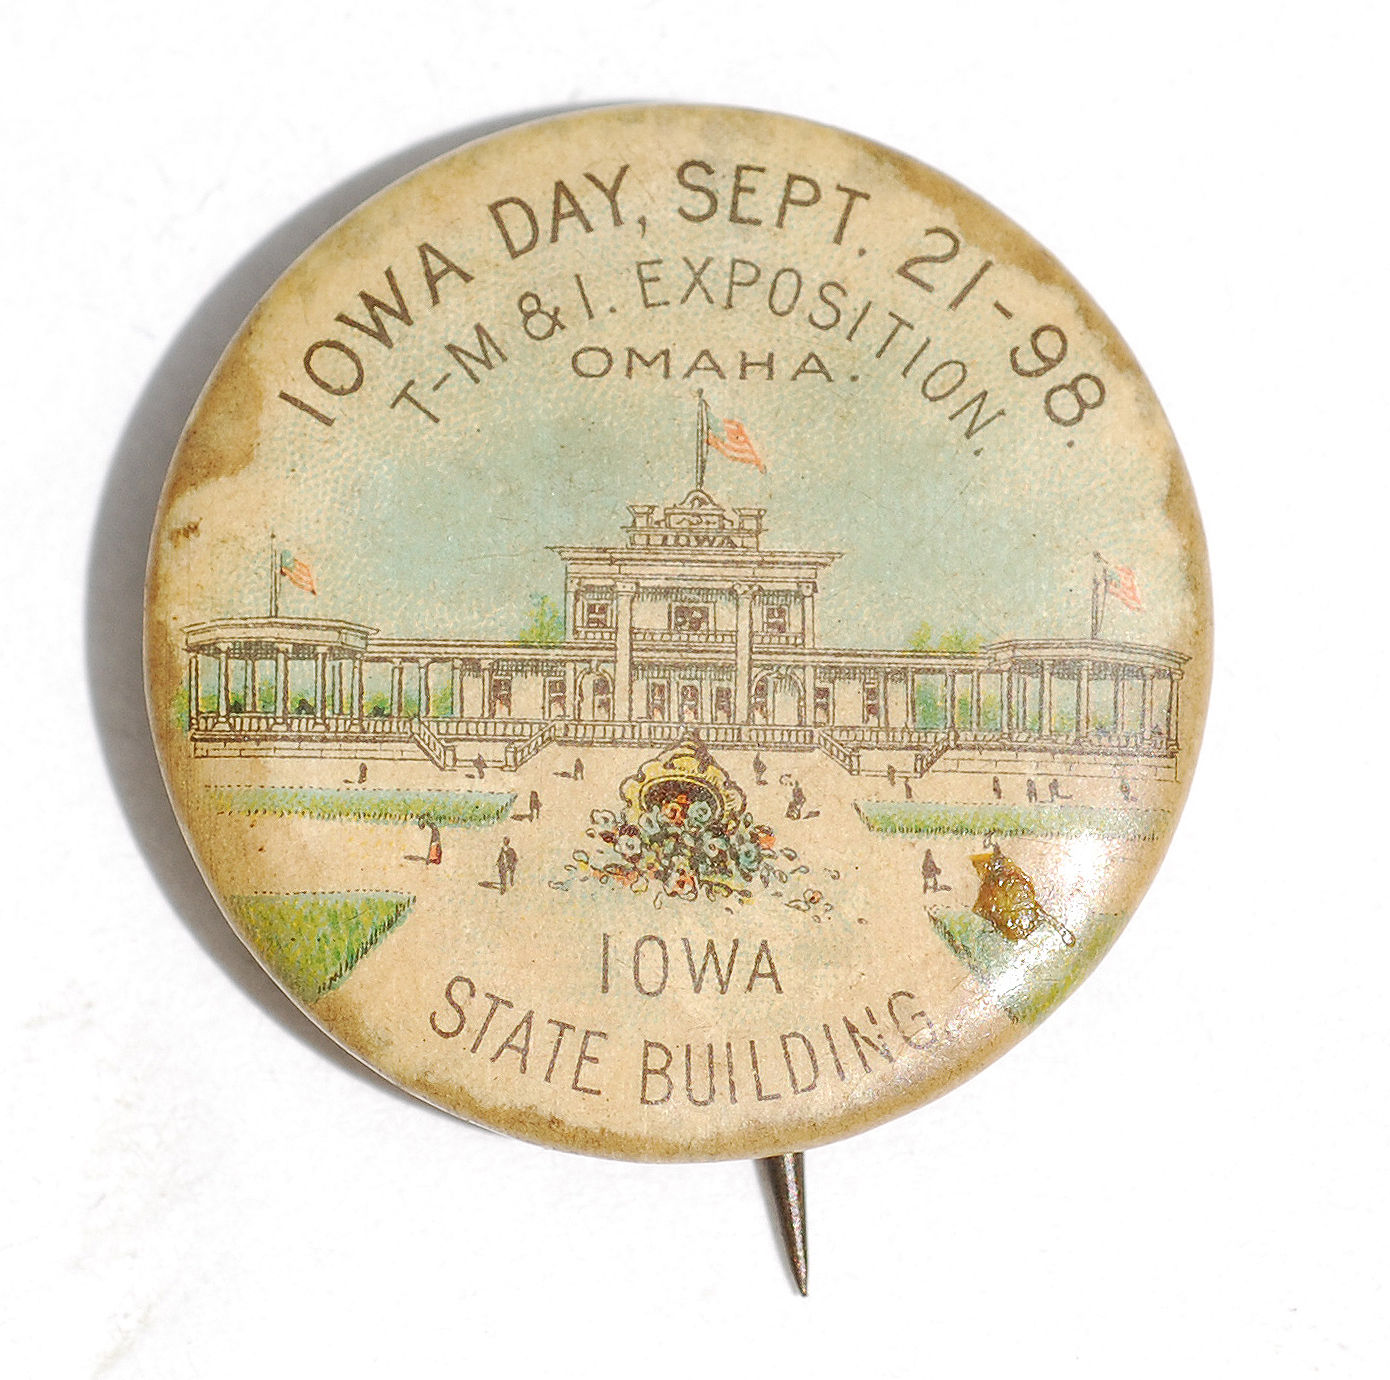 IOWA DAY, SEPT. 21-98.
T-M & I. EXPOSITION.
OMAHA.
IOWA
IOWA
STATE BUILDING.